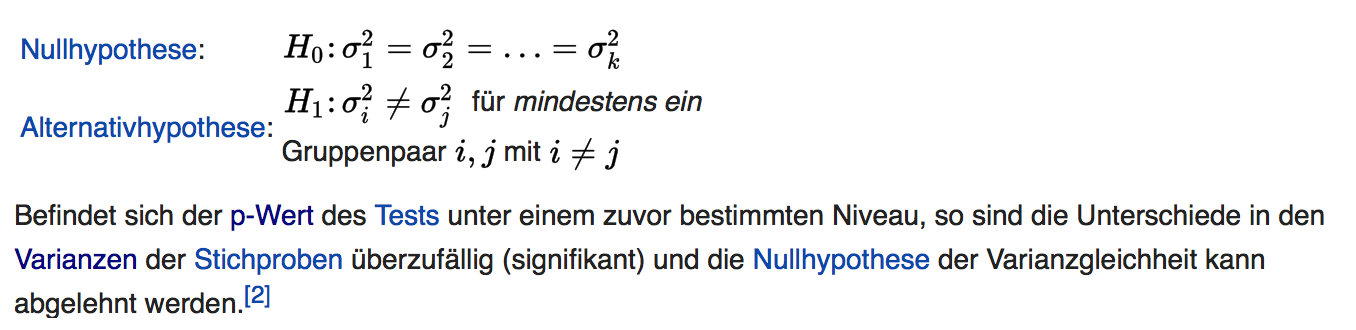 Nullhypothese: H₀: σ₁² = σ₂² = … = σₖ²
Alternativhypothese: H₁: σᵢ² ≠ σⱼ² für mindestens ein
Gruppenpaar i, j mit i ≠ j
Befindet sich der p-Wert des Tests unter einem zuvor bestimmten Niveau, so sind die Unterschiede in den
Varianzen der Stichproben überzufällig (signifikant) und die Nullhypothese der Varianzgleichheit kann
abgelehnt werden.[2]